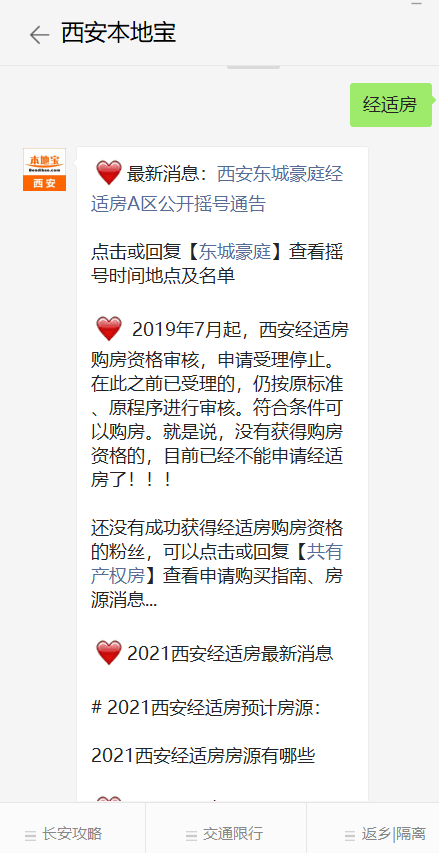 西安本地宝
经适房
本地宝
Bendibao.com
西安
最新消息：西安东城豪庭经
适房A区公开摇号通告
点击或回复【东城豪庭】查看摇
号时间地点及名单
2019年7月起，西安经适房
购房资格审核，申请受理停止。
在此之前已受理的，仍按原标准
、原程序进行审核。符合条件可
以购房。就是说，没有获得购房
资格的，目前已经不能申请经适
房了！！！
还没有成功获得经适房购房资格
的粉丝，可以点击或回复【共有
产权房】查看申请购买指南、房
源消息...
2021西安经适房最新消息
# 2021西安经适房预计房源：
2021西安经适房房源有哪些
长安攻略
交通限行
返乡|隔离